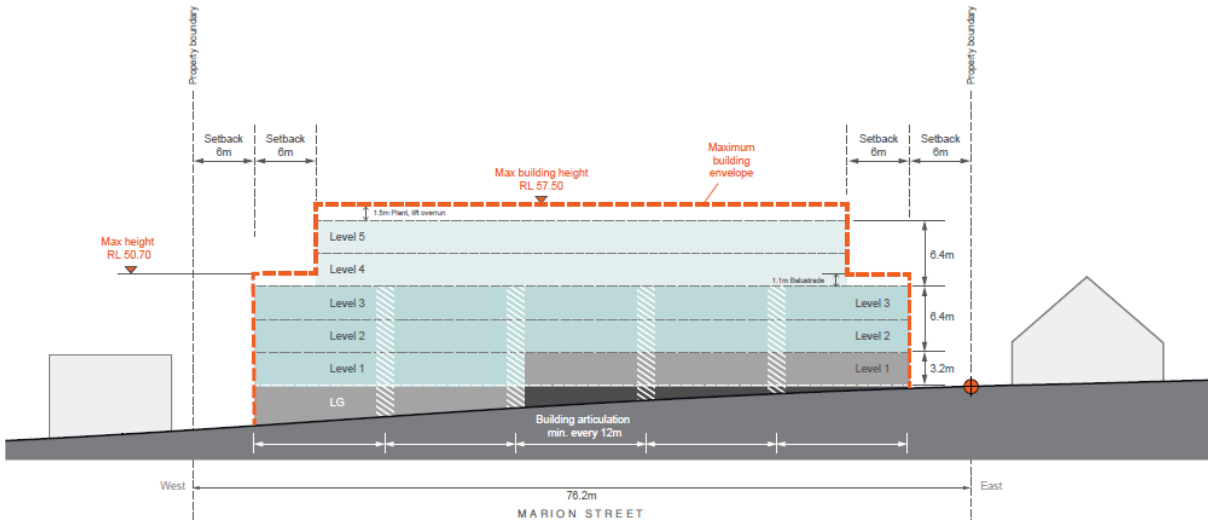 Property boundary
Property boundary
Setback
6m
Setback
6m
Setback
6m
Setback
6m
Maximum
building
envelope
Max building height
RL 57.50
1.5m Plant, lift overrun
Max height
RL 50.70
Level 5
6.4m
Level 4
1.1m Balustrade
Level 3
Level 3
6.4m
Level 2
Level 2
Level 1
Level 1
3.2m
LG
Building articulation
min. every 12m
West
East
76.2m
MARION STREET